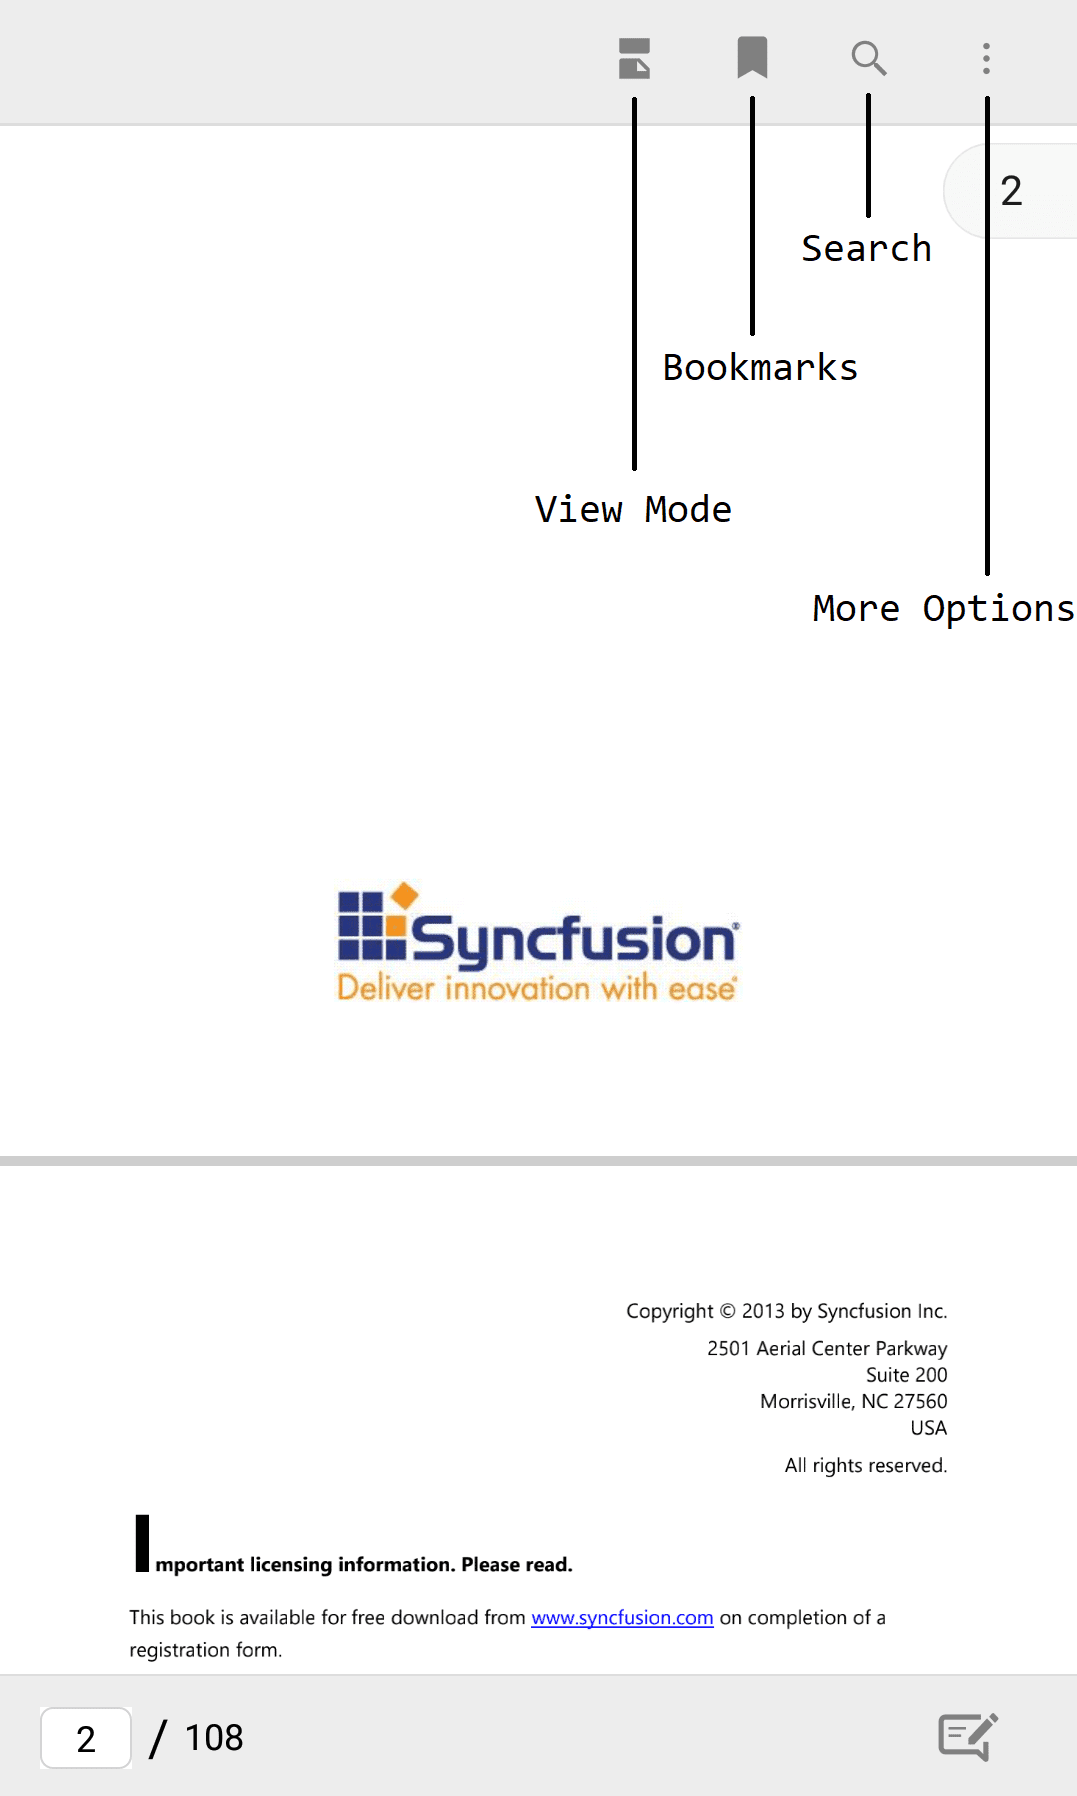 2
Search
Bookmarks
View Mode
More Options
Syncfusion®
Deliver innovation with ease®
Copyright © 2013 by Syncfusion Inc.
2501 Aerial Center Parkway
Suite 200
Morrisville, NC 27560
USA
All rights reserved.
Important licensing information. Please read.
This book is available for free download from www.syncfusion.com on completion of a
registration form.
2 / 108